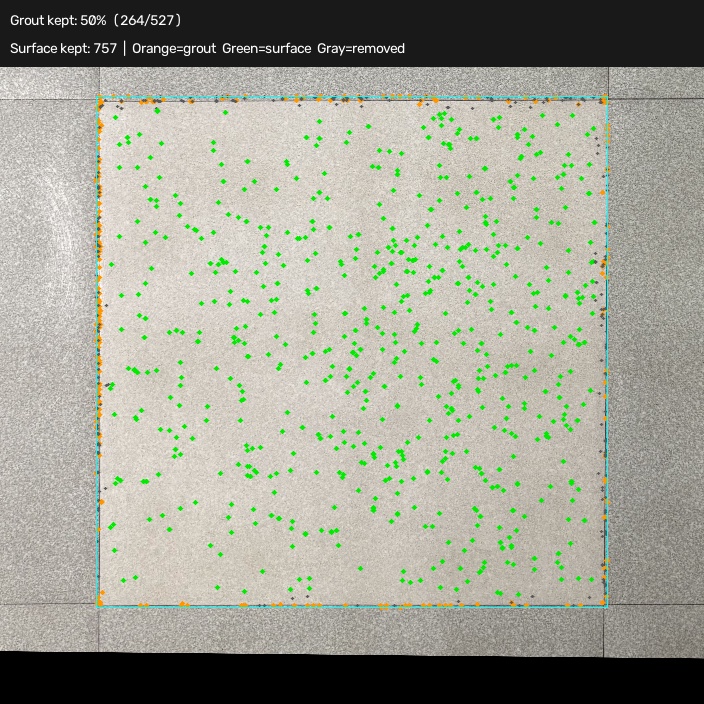 Grout kept: 50% (264/527)
Surface kept: 757 | Orange=grout Green=surface Gray=removed